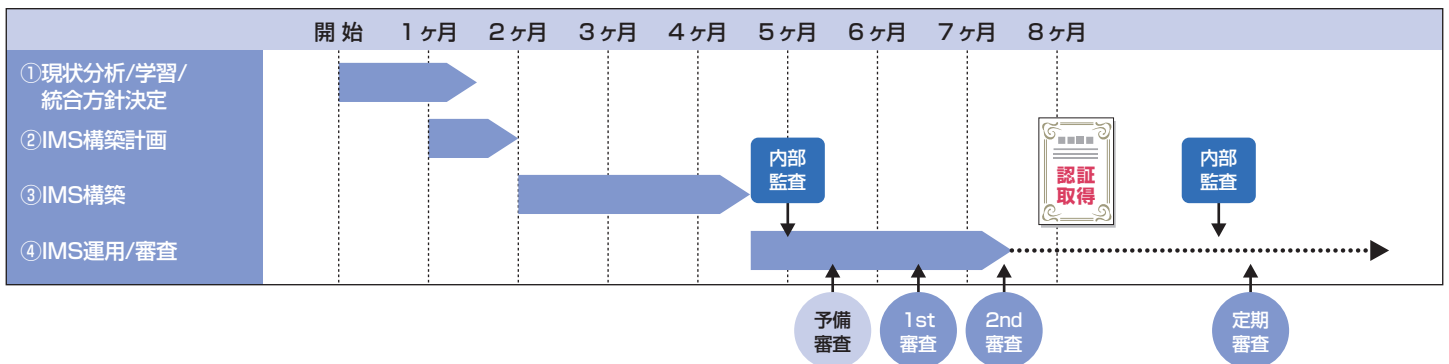 開始 1ヶ月 2ヶ月 3ヶ月 4ヶ月 5ヶ月 6ヶ月 7ヶ月 8ヶ月
①現状分析/学習/
統合方針決定
②IMS構築計画
内部
監査
認証
取得
内部
監査
③IMS構築
④IMS運用/審査
予備
審査
1st
審査
2nd
審査
定期
審査